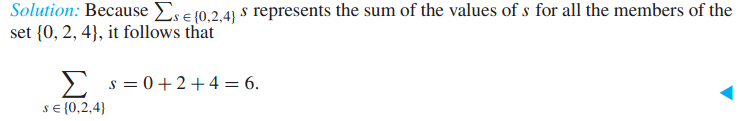 Solution: Because ∑s ∈ {0,2,4} s represents the sum of the values of s for all the members of the
set {0, 2, 4}, it follows that
∑ s = 0 + 2 + 4 = 6.
s ∈ {0,2,4}